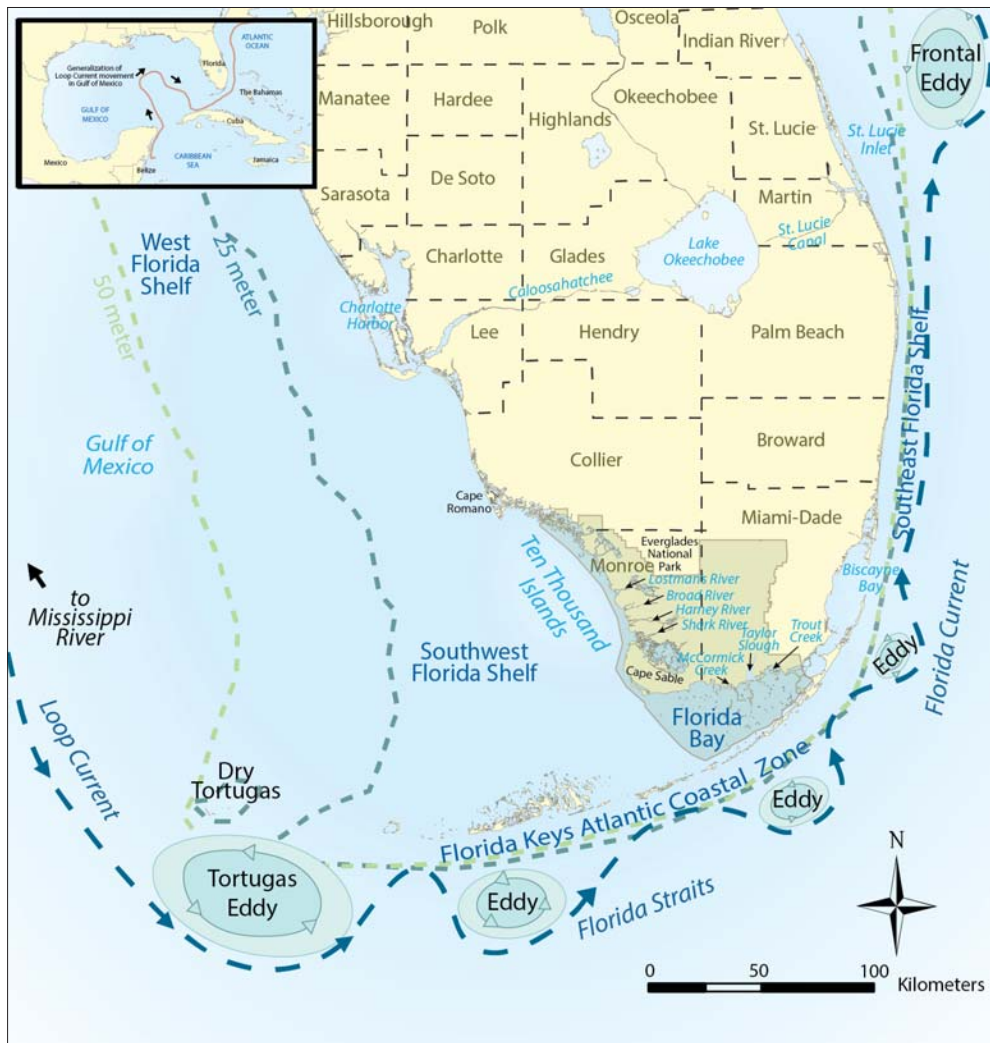 Generalization of
Loop Current movement
in Gulf of Mexico
ATLANTIC
OCEAN
Florida
The Bahamas
GULF OF
MEXICO
Cuba
Mexico
Belize
CARIBBEAN
SEA
Jamaica
Hillsborough
Polk
Osceola
Indian River
Frontal
Eddy
Manatee
Hardee
Highlands
Okeechobee
St. Lucie
St. Lucie
Inlet
Sarasota
De Soto
Martin
St. Lucie
Canal
West
Florida
Shelf
25 meter
50 meter
Charlotte
Glades
Lake
Okeechobee
Caloosahatchee
Charlotte
Harbor
Lee
Hendry
Palm Beach
Southeast Florida Shelf
Gulf of
Mexico
Collier
Broward
Cape
Romano
Miami-Dade
Everglades
National
Park
Monroe
Ten Thousand
Islands
Lostmans River
Broad River
Harney River
Shark River
Biscayne
Bay
Taylor
Slough
Trout
Creek
McCormick
Creek
to
Mississippi
River
Southwest
Florida Shelf
Cape Sable
Florida
Bay
Eddy
Florida Current
Loop Current
Dry
Tortugas
Florida Keys Atlantic Coastal Zone
Eddy
Tortugas
Eddy
Eddy
Florida Straits
N
0
50
100
Kilometers